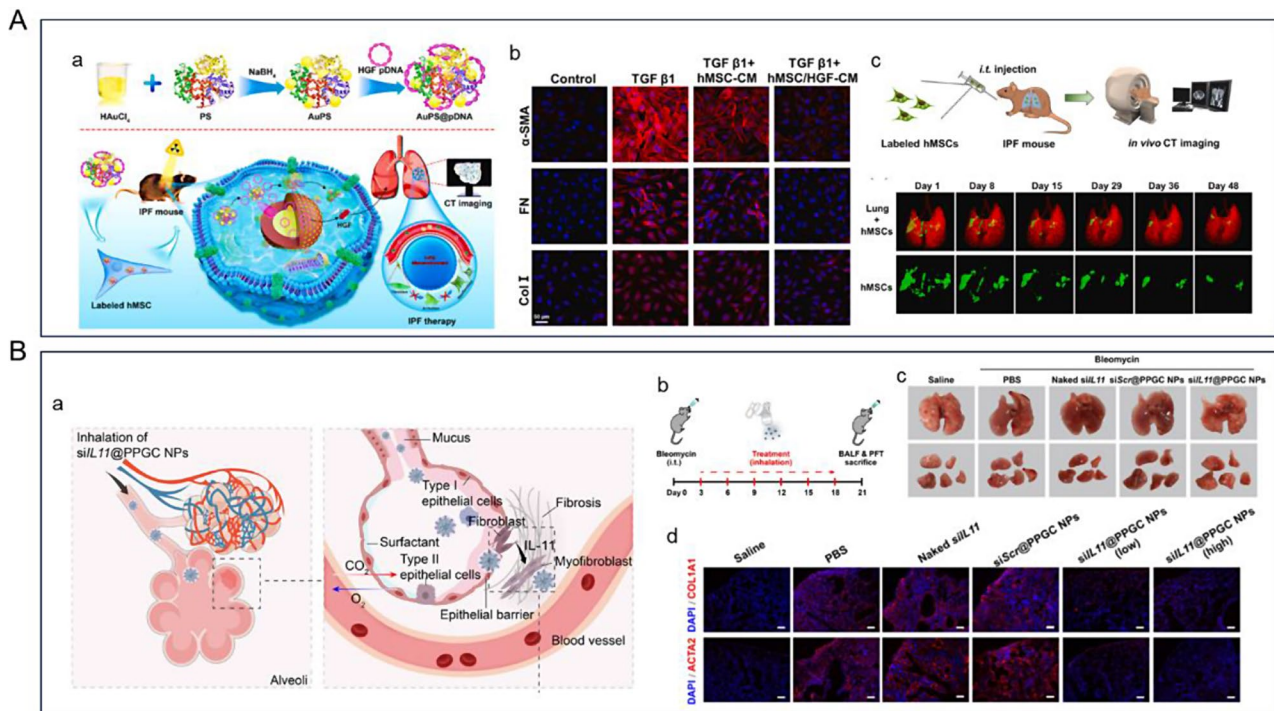 A
a
HAuCl4
PS
NaBH4
AuPS
HGF pDNA
AuPS@pDNA
IPF mouse
Labeled hMSC
HGF
CT imaging
IPF therapy
b
Control
TGF β1
TGF β1+
hMSC-CM
TGF β1+
hMSC/HGF-CM
α-SMA
FN
Col I
50 μm
c
i.t. injection
Labeled hMSCs
IPF mouse
in vivo CT imaging
Day 1
Day 8
Day 15
Day 29
Day 36
Day 48
Lung
+
hMSCs
hMSCs
B
a
Inhalation of
siIL11@PPGC NPs
Alveoli
Mucus
Type I
epithelial cells
Fibrosis
Fibroblast
IL-11
Surfactant
Type II
epithelial cells
Myofibroblast
CO2
O2
Epithelial barrier
Blood vessel
b
Bleomycin
(i.t.)
Treatment
(inhalation)
BALF & PFT
sacrifice
Day 0
3
6
9
12
15
18
21
c
Bleomycin
Saline
PBS
Naked siIL11
siScr@PPGC NPs
siIL11@PPGC NPs
d
Saline
PBS
Naked siIL11
siScr@PPGC NPs
siIL11@PPGC NPs
(low)
siIL11@PPGC NPs
(high)
DAPI / COL1A1
DAPI / ACTA2